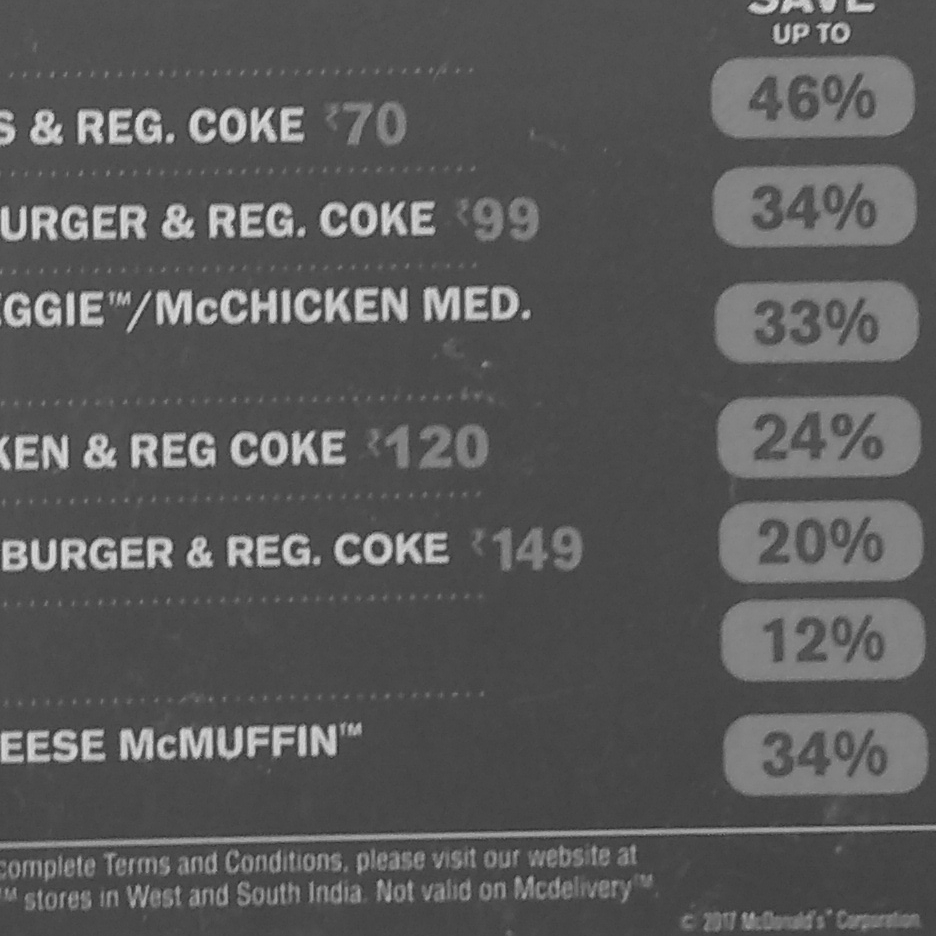 SAVE
UP TO
46%
S & REG. COKE ₹70
34%
URGER & REG. COKE ₹99
EGGIE™/McCHICKEN MED.
33%
KEN & REG COKE ₹120
24%
BURGER & REG. COKE ₹149
20%
12%
EESE McMUFFIN™
34%
complete Terms and Conditions, please visit our website at
™ stores in West and South India. Not valid on Mcdelivery™.
© 2017 McDonald's® Corporation.